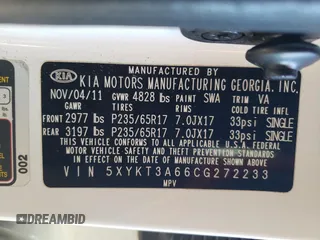 MANUFACTURED BY
KIA KIA MOTORS MANUFACTURING GEORGIA, INC.
NOV/04/11 GVWR 4828 lbs PAINT SWA TRIM VA
GAWR TIRES RIMS COLD TIRE INFL
FRONT 2977 lbs P235/65R17 7.0JX17 33psi SINGLE
REAR 3197 lbs P235/65R17 7.0JX17 33psi SINGLE
THIS VEHICLE CONFORMS TO ALL APPLICABLE U.S.A. FEDERAL
MOTOR VEHICLE SAFETY AND THEFT PREVENTION STANDARDS
IN EFFECT ON THE DATE OF MANUFACTURE SHOWN ABOVE.
VIN 5XYKT3A66CG272233
MPV
002
DREAMBID